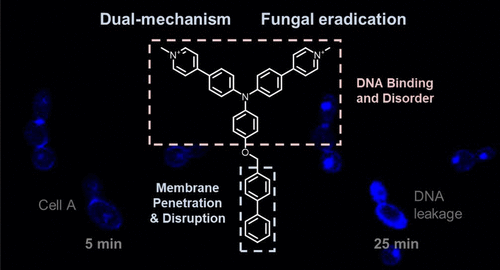 Dual-mechanism Fungal eradication
N⁺
N⁺
N
DNA Binding
and Disorder
O
Membrane
Penetration
& Disruption
Cell A
DNA
leakage
5 min
25 min